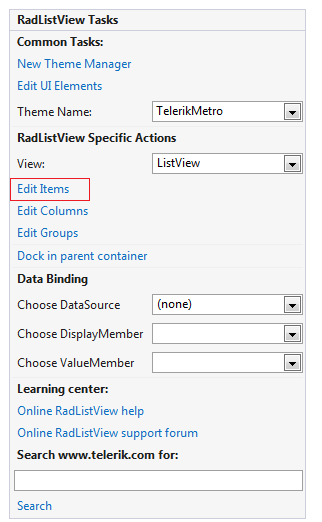 RadListView Tasks
Common Tasks:
New Theme Manager
Edit UI Elements
Theme Name: TelerikMetro
RadListView Specific Actions
View: ListView
Edit Items
Edit Columns
Edit Groups
Dock in parent container
Data Binding
Choose DataSource (none)
Choose DisplayMember
Choose ValueMember
Learning center:
Online RadListView help
Online RadListView support forum
Search www.telerik.com for:
Search